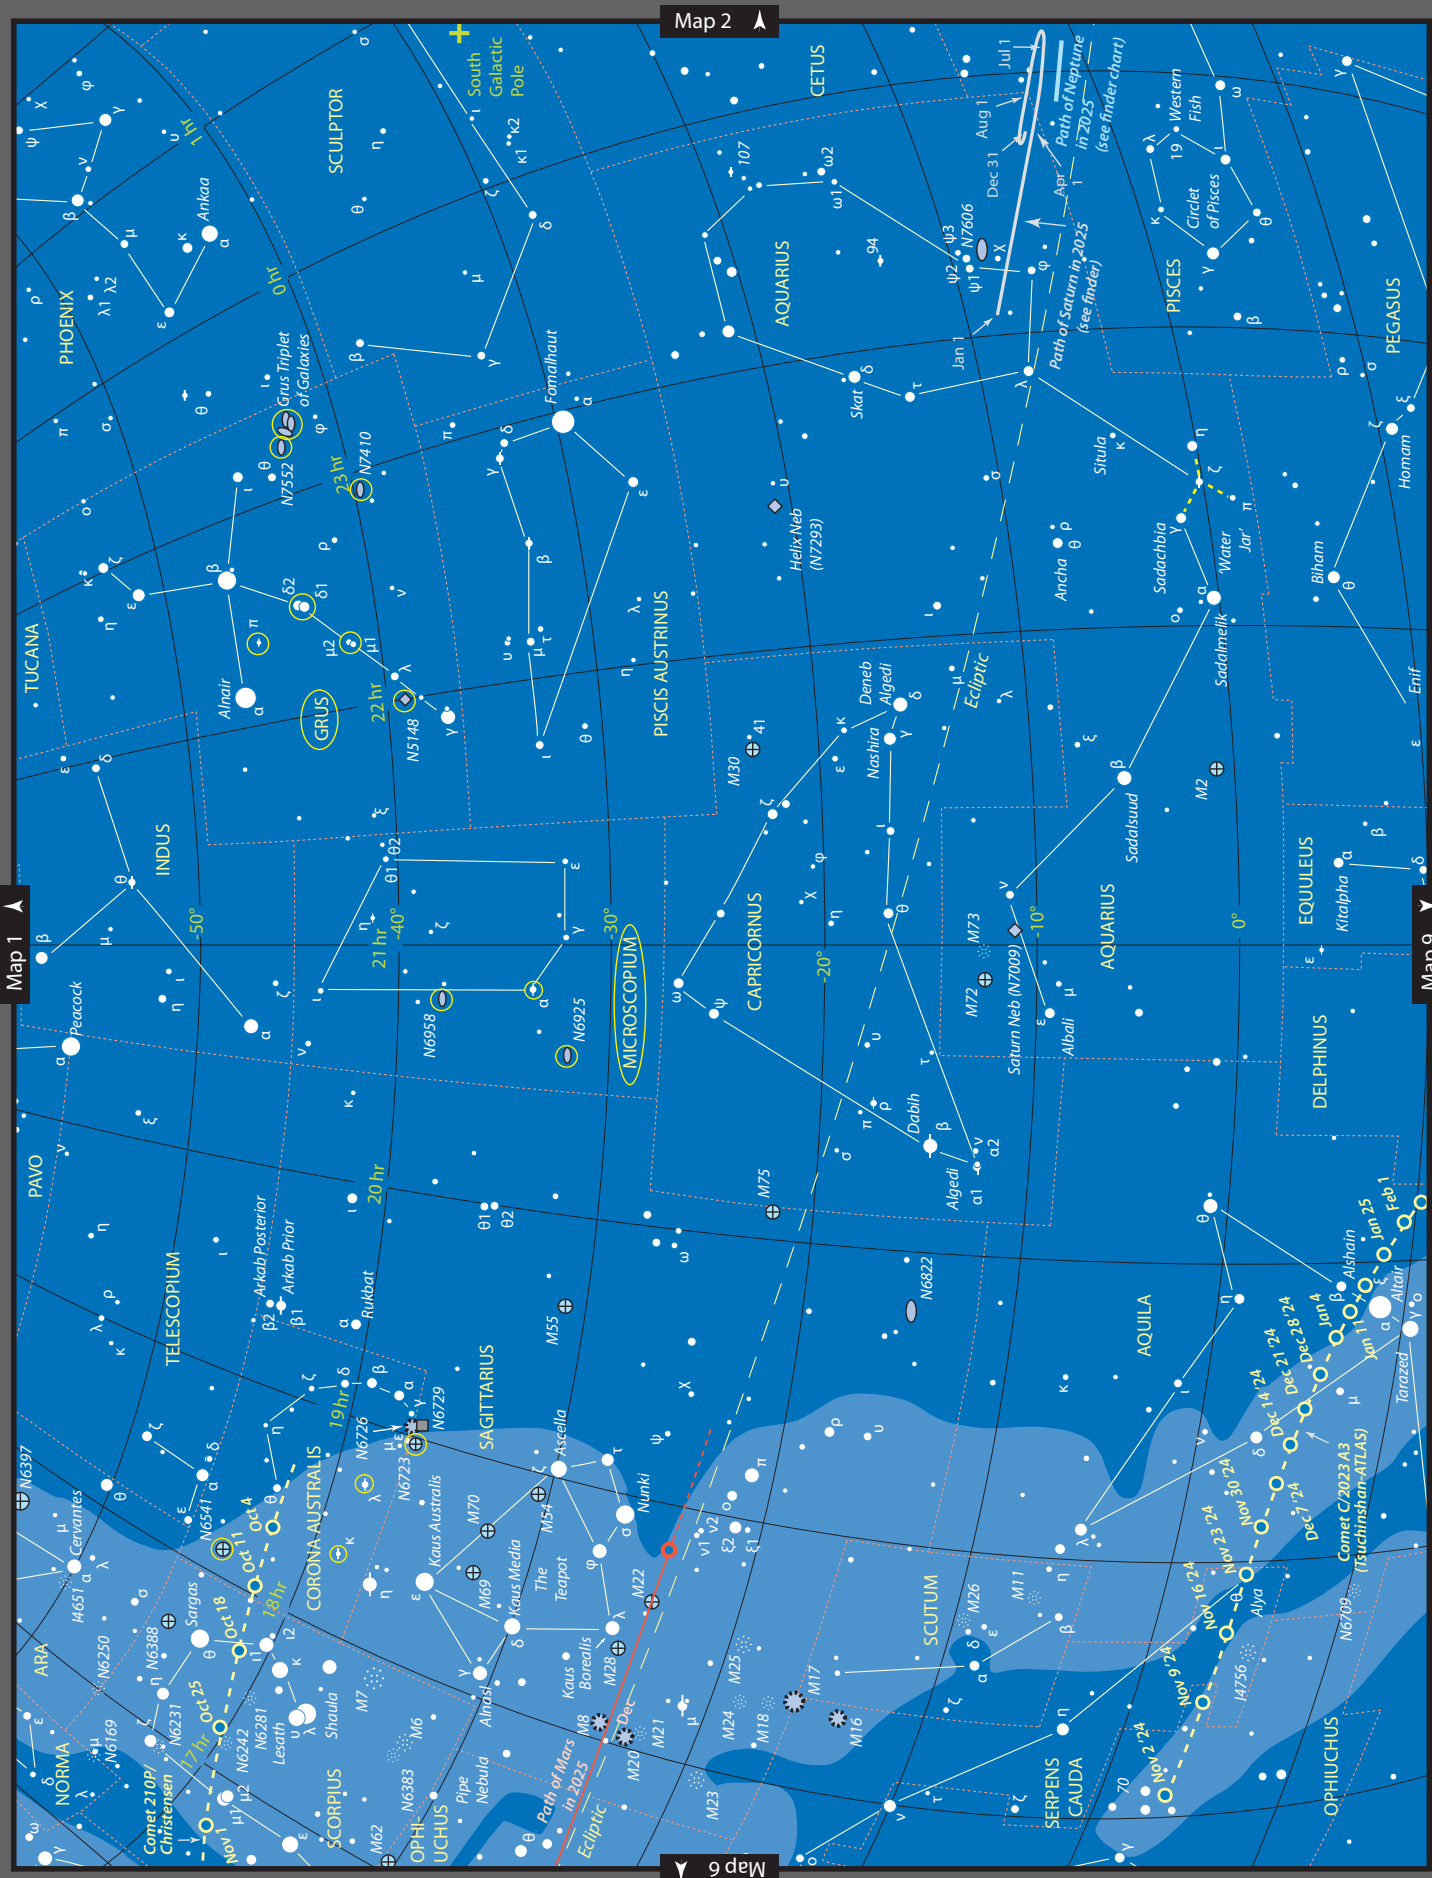 Map 2
Map 1
Map 6
Map 9
PHOENIX
Ankaa
SCULPTOR
South
Galactic
Pole
CETUS
1 hr
0 hr
Grus Triplet
of Galaxies
N7552
N7410
23 hr
Fomalhaut
AQUARIUS
107
94
N7606
Skat
Situla
Jul 1
Aug 1
Dec 31
Apr
1
Jan 1
Path of Neptune
in 2025
(see finder chart)
Path of Saturn in 2025
(see finder)
Western
Fish
19
Circlet
of Pisces
PISCES
PEGASUS
Homam
Biham
Enif
TUCANA
Alnair
GRUS
22 hr
N5148
PISCIS AUSTRINUS
Helix Neb
(N7293)
Ancha
Sadachbia
'Water
Jar'
Sadalmelik
Ecliptic
Deneb
Algedi
Nashira
M30
41
Sadalsuud
M2
INDUS
-50°
-40°
-30°
-20°
-10°
0°
21 hr
N6958
N6925
MICROSCOPIUM
CAPRICORNUS
M73
M72
Saturn Neb (N7009)
Albali
AQUARIUS
EQUULEUS
Kitalpha
DELPHINUS
Peacock
PAVO
20 hr
Dabih
Algedi
M75
TELESCOPIUM
Arkab Posterior
Arkab Prior
Rukbat
M55
N6822
AQUILA
Alshain
Altair
Tarazed
Feb 1
Jan 25
Jan 11
Jan 4
Dec 28 '24
Dec 21 '24
Dec 14 '24
Dec 7 '24
Nov 30 '24
Nov 23 '24
Nov 16 '24
Nov 9 '24
Nov 2 '24
Comet C/2023 A3
(Tsuchinshan-ATLAS)
SAGITTARIUS
19 hr
N6726
N6729
N6723
CORONA AUSTRALIS
Kaus Australis
M70
M69
M54
Ascella
Nunki
Kaus Media
The
Teapot
Kaus
Borealis
M28
M22
Alnasl
N6397
Cervantes
N6541
I4651
ARA
N6250
N6388
Sargas
18 hr
Oct 4
Oct 11
Oct 18
Oct 25
Nov 1
Comet 210P/
Christensen
17 hr
NORMA
N6169
N6231
N6242
N6281
Lesath
Shaula
M7
M6
SCORPIUS
N6383
M62
OPHI-
UCHUS
Pipe
Nebula
M8
M20
M21
Dec
Path of Mars
in 2025
Ecliptic
M23
M24
M25
M18
M17
M16
SCUTUM
M26
M11
Alya
I4756
N6709
SERPENS
CAUDA
70
OPHIUCHUS